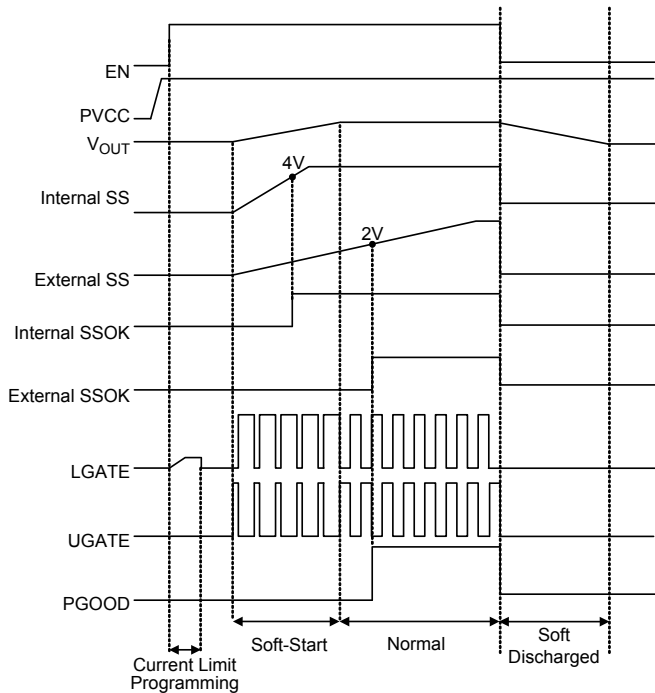 EN
PVCC
VOUT
4V
Internal SS
2V
External SS
Internal SSOK
External SSOK
LGATE
UGATE
PGOOD
Soft-Start
Normal
Soft
Discharged
Current Limit
Programming